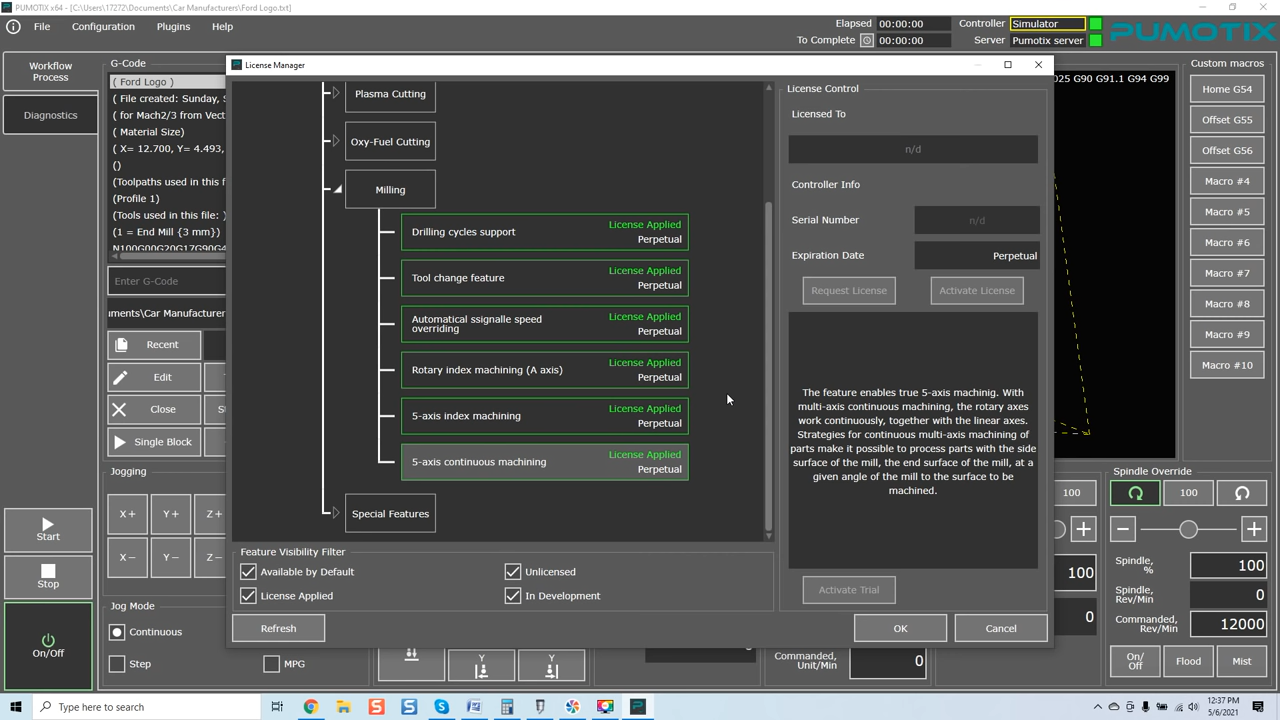 PUMOTIX x64 - [C:\Users\17272\Documents\Car Manufacturers\Ford Logo.txt]
File
Configuration
Plugins
Help
Elapsed
00:00:00
Controller
Simulator
To Complete
00:00:00
Server
Pumotix server
PUMOTIX
Workflow
Process
Diagnostics
G-Code
( Ford Logo )
( File created: Sunday, S
( for Mach2/3 from Vect
( Material Size)
( X= 12.700, Y= 4.493,
()
(Toolpaths used in this f
(Profile 1)
(Tools used in this file: )
(1 = End Mill {3 mm})
N100G00G20G17G90G4
Enter G-Code
uments\Car Manufacturer
Recent
Edit
Close
Single Block
Jogging
X+
Y+
Z+
X−
Y−
Z−
Jog Mode
Continuous
Step
MPG
Start
Stop
On/Off
License Manager
Plasma Cutting
Oxy-Fuel Cutting
Milling
Drilling cycles support
License Applied
Perpetual
Tool change feature
License Applied
Perpetual
Automatical ssignalle speed
overriding
License Applied
Perpetual
Rotary index machining (A axis)
License Applied
Perpetual
5-axis index machining
License Applied
Perpetual
5-axis continuous machining
License Applied
Perpetual
Special Features
Feature Visibility Filter
Available by Default
Unlicensed
License Applied
In Development
Refresh
License Control
Licensed To
n/d
Controller Info
Serial Number
n/d
Expiration Date
Perpetual
Request License
Activate License
The feature enables true 5-axis machinig. With
multi-axis continuous machining, the rotary axes
work continuously, together with the linear axes.
Strategies for continuous multi-axis machining of
parts make it possible to process parts with the side
surface of the mill, the end surface of the mill, at a
given angle of the mill to the surface to be
machined.
Activate Trial
OK
Cancel
025 G90 G91.1 G94 G99
Custom macros
Home G54
Offset G55
Offset G56
Macro #4
Macro #5
Macro #6
Macro #7
Macro #8
Macro #9
Macro #10
Spindle Override
100
100
100
0
Spindle,
%
100
Spindle,
Rev/Min
0
Commanded,
Rev/Min
12000
On/
Off
Flood
Mist
Y
Y
Commanded,
Unit/Min
0
Type here to search
12:37 PM
5/6/2021